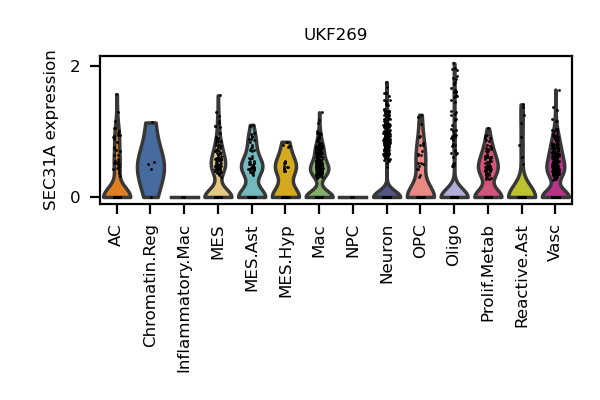 UKF269
SEC31A expression
2
0
AC
Chromatin.Reg
Inflammatory.Mac
MES
MES.Ast
MES.Hyp
Mac
NPC
Neuron
OPC
Oligo
Prolif.Metab
Reactive.Ast
Vasc